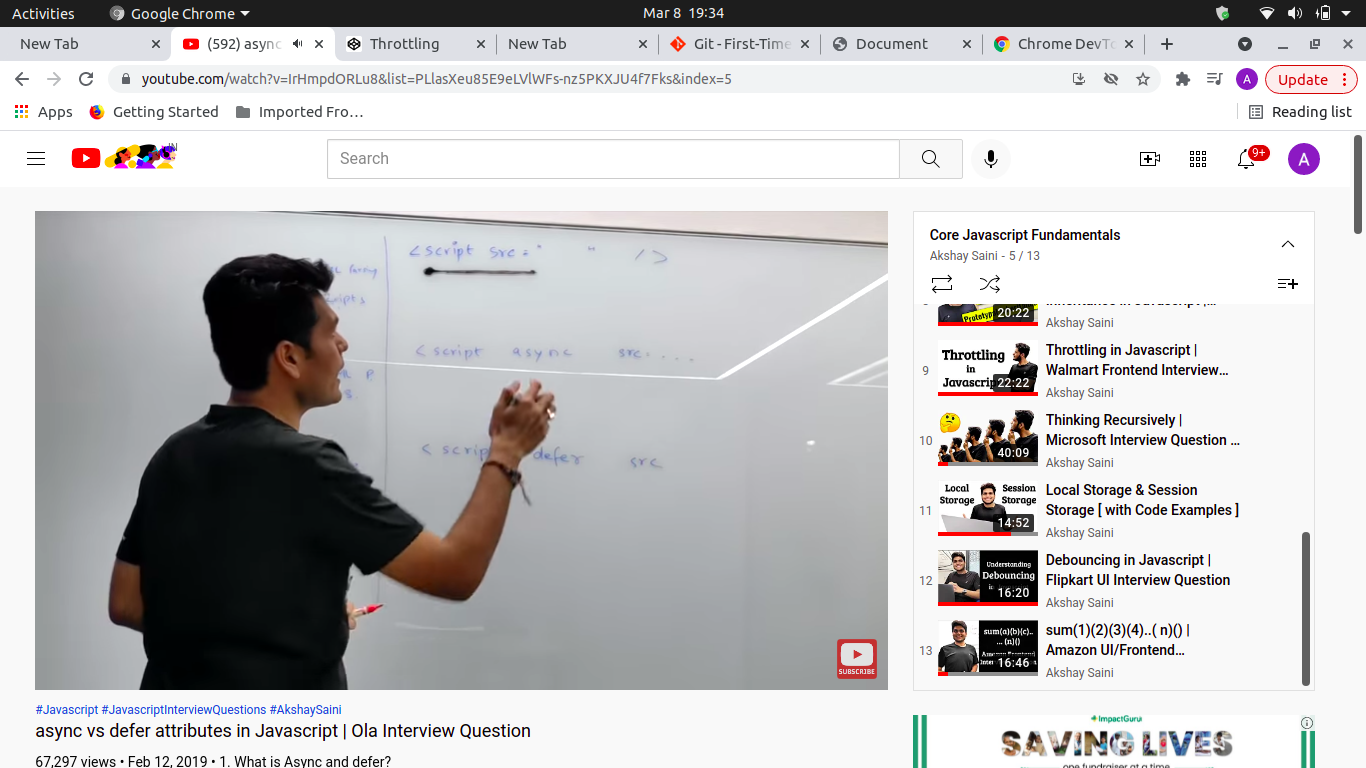 Activities
Google Chrome
Mar 8 19:34
New Tab
(592) async
Throttling
New Tab
Git - First-Time
Document
Chrome DevTo
youtube.com/watch?v=IrHmpdORLu8&list=PLlasXeu85E9eLVlWFs-nz5PKXJU4f7Fks&index=5
A
Update
Apps
Getting Started
Imported Fro…
Reading list
IN
Search
9+
A
<script src=" " />
<script async src....
<script defer src
SUBSCRIBE
#Javascript #JavascriptInterviewQuestions #AkshaySaini
async vs defer attributes in Javascript | Ola Interview Question
67,297 views • Feb 12, 2019 • 1. What is Async and defer?
Core Javascript Fundamentals
Akshay Saini - 5 / 13
20:22
Akshay Saini
9
Throttling
in
Javascript
22:22
Throttling in Javascript |
Walmart Frontend Interview…
Akshay Saini
10
40:09
Thinking Recursively |
Microsoft Interview Question …
Akshay Saini
11
Local Storage
Session Storage
14:52
Local Storage & Session
Storage [ with Code Examples ]
Akshay Saini
12
Understanding
Debouncing
16:20
Debouncing in Javascript |
Flipkart UI Interview Question
Akshay Saini
13
sum(a)(b)(c)..
... (n)()
16:46
sum(1)(2)(3)(4)..( n)() |
Amazon UI/Frontend…
Akshay Saini
ImpactGuru
SAVING LIVES
one fundraiser at a time